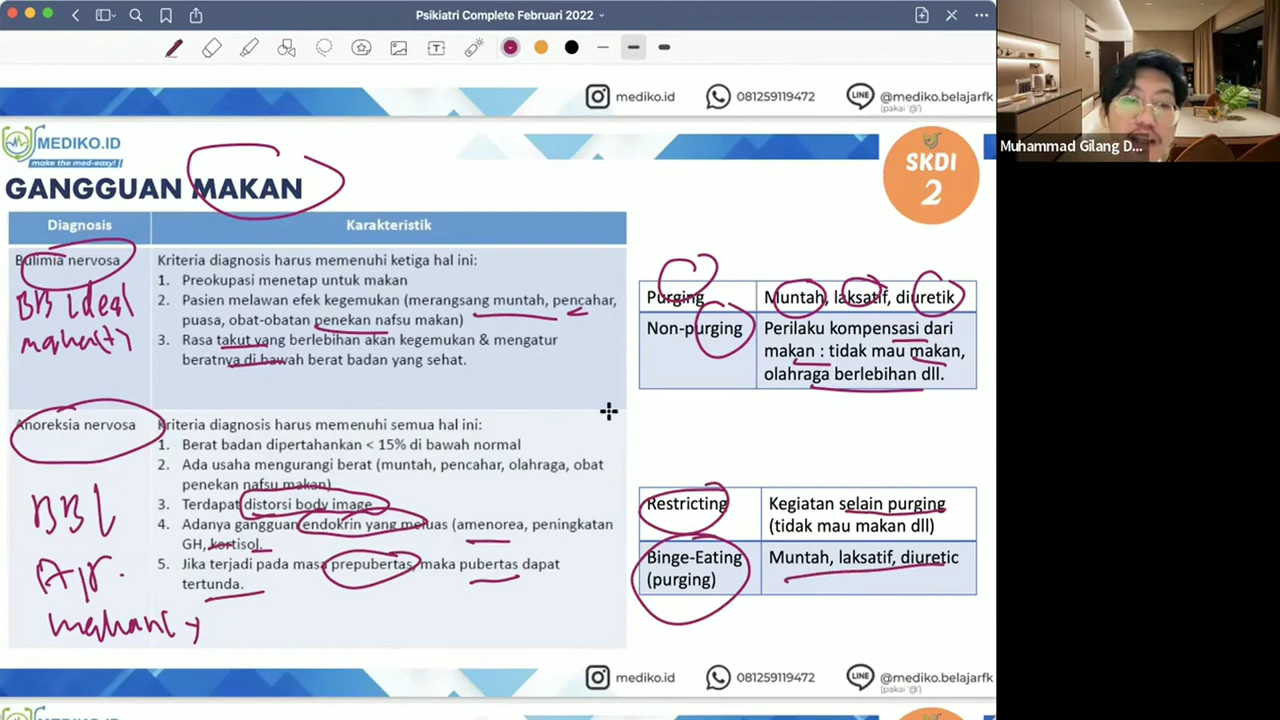 Psikiatri Complete Februari 2022
mediko.id
081259119472
@mediko.belajarfk
(pakai '@')
MEDIKO.ID
make the med-easy!
GANGGUAN MAKAN
SKDI
2
Diagnosis
Karakteristik
Bulimia nervosa
BB ideal
makan(+)
Kriteria diagnosis harus memenuhi ketiga hal ini:
1. Preokupasi menetap untuk makan
2. Pasien melawan efek kegemukan (merangsang muntah, pencahar,
puasa, obat-obatan penekan nafsu makan)
3. Rasa takut yang berlebihan akan kegemukan & mengatur
beratnya di bawah berat badan yang sehat.
Purging
Muntah, laksatif, diuretik
Non-purging
Perilaku kompensasi dari
makan : tidak mau makan,
olahraga berlebihan dll.
Anoreksia nervosa
Kriteria diagnosis harus memenuhi semua hal ini:
1. Berat badan dipertahankan < 15% di bawah normal
2. Ada usaha mengurangi berat (muntah, pencahar, olahraga, obat
penekan nafsu makan)
3. Terdapat distorsi body image
4. Adanya gangguan endokrin yang meluas (amenorea, peningkatan
GH, kortisol.
5. Jika terjadi pada masa prepubertas, maka pubertas dapat
tertunda.
BB↓
makan(-)
Restricting
Kegiatan selain purging
(tidak mau makan dll)
Binge-Eating
(purging)
Muntah, laksatif, diuretic
mediko.id
081259119472
@mediko.belajarfk
(pakai '@')
MEDIKO.ID
Muhammad Gilang D...